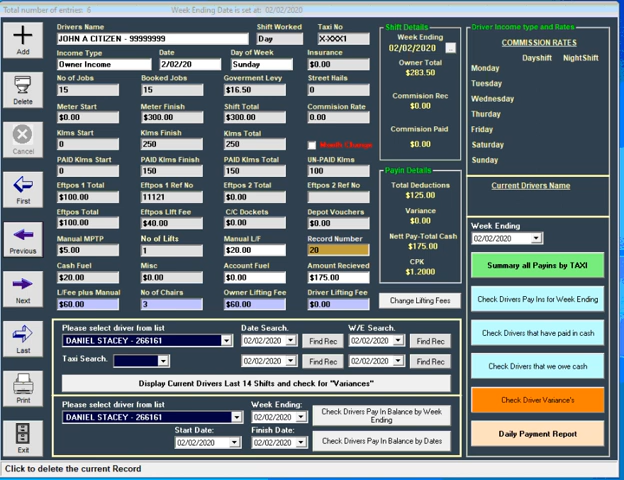 Total number of entries: 6 Week Ending Date is set at: 02/02/2020
Add
Delete
Cancel
First
Previous
Next
Last
Print
Exit
Drivers Name Shift Worked Taxi No
JOHN A CITIZEN - 99999999 Day X-XXX1
Income Type Date Day of Week Insurance
Owner Income 2/02/20 Sunday $0.00
No of Jobs Booked Jobs Goverment Levy Street Hails
15 15 $16.50 0
Meter Start Meter Finish Shift Total Commision Rate
$0.00 $300.00 $300.00 $0.00
Klms Start Klms Finish Klms Total
0 250 250 Month Change
PAID Klms Start PAID Klms Finish PAID Klms Total UN-PAID Klms
0 150 150 100
Eftpos 1 Total Eftpos 1 Ref No Eftpos 2 Total Eftpos 2 Ref No
$100.00 11121 $0.00
Eftpos Total Eftpos Lift Fee C/C Dockets Depot Vouchers
$100.00 $40.00 $0.00 $0.00
Manual MPTP No of Lifts Manual L/F Record Number
$5.00 1 $20.00 20
Cash Fuel Misc Account Fuel Amount Recieved
$20.00 $0.00 $0.00 $175.00
L/Fee plus Manual No of Chairs Owner Lifting Fee Driver Lifting Fee
$60.00 3 $60.00 $0.00
Shift Details
Week Ending
02/02/2020 ...
Owner Total
$283.50
Commision Rec
$0.00
Commision Paid
$0.00
Payin Details
Total Deductions
$125.00
Variance
$0.00
Nett Pay-Total Cash
$175.00
CPK
$1.2000
Change Lifting Fees
Driver Income type and Rates
COMMISSION RATES
Dayshift NightShift
Monday
Tuesday
Wednesday
Thurday
Friday
Saturday
Sunday
Current Drivers Name
Week Ending
02/02/2020
Summary all Payins by TAXI
Check Drivers Pay Ins for Week Ending
Check Drivers that have paid in cash
Check Drivers that we owe cash
Check Driver Variance's
Daily Payment Report
Please select driver from list Date Search. W/E Search.
DANIEL STACEY - 266161 02/02/2020 Find Rec 02/02/2020 Find Rec
Taxi Search. 02/02/2020 Find Rec 02/02/2020 Find Rec
Display Current Drivers Last 14 Shifts and check for "Variances"
Please select driver from list Week Ending:
DANIEL STACEY - 266161 02/02/2020 Check Drivers Pay In Balance by Week Ending
Start Date: Finish Date:
02/02/2020 02/02/2020 Check Drivers Pay In Balance by Dates
Click to delete the current Record